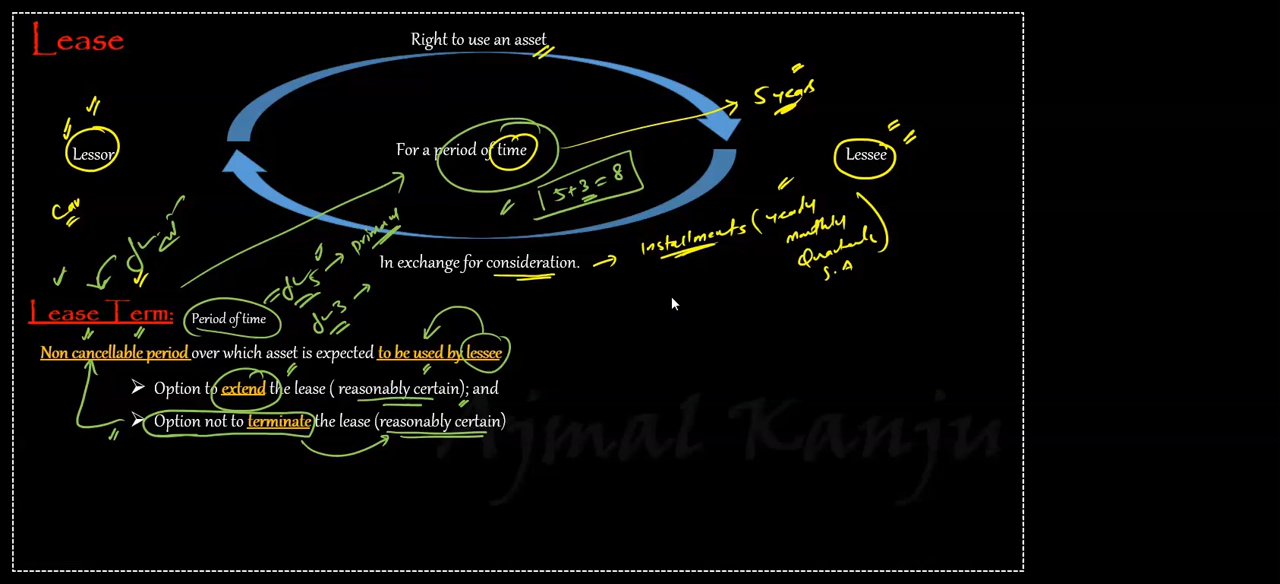 Lease
Right to use an asset
5 years
Lessor
For a period of time
Lessee
5+3=8
Car
primary
Installments (yearly
monthly
S.A
In exchange for consideration.
Lease Term:
Period of time
Non cancellable period over which asset is expected to be used by lessee
Option to extend the lease ( reasonably certain); and
Option not to terminate the lease (reasonably certain)
Ajmal Kanju